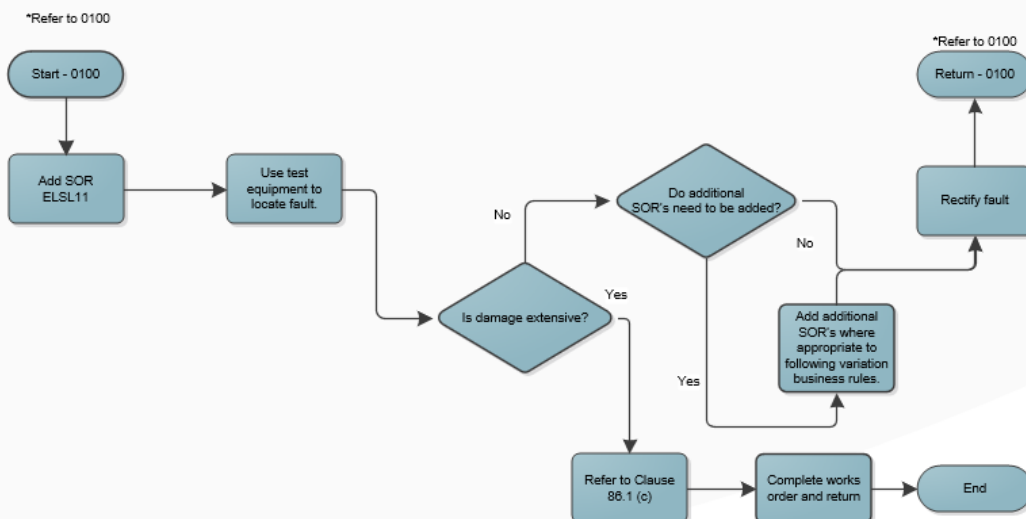 *Refer to 0100
Start - 0100
Add SOR
ELSL11
Use test
equipment to
locate fault.
Is damage extensive?
No
Yes
Do additional
SOR's need to be added?
No
Yes
Add additional
SOR's where
appropriate to
following variation
business rules.
Rectify fault
*Refer to 0100
Return - 0100
Refer to Clause
86.1 (c)
Complete works
order and return
End